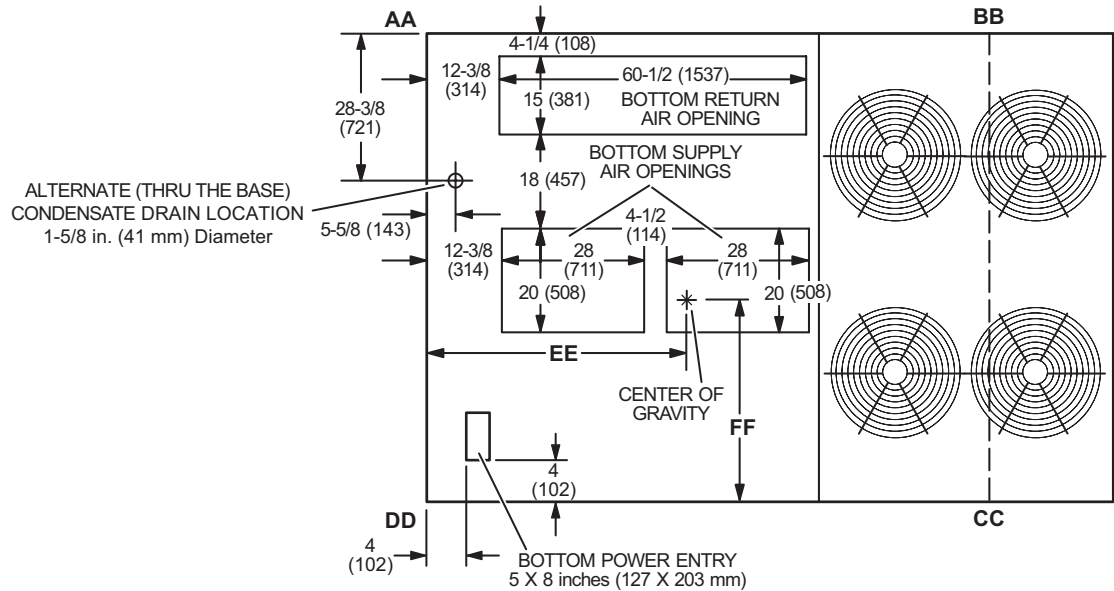 AA
BB
4-1/4 (108)
12-3/8
(314)
60-1/2 (1537)
28-3/8
(721)
15 (381)
BOTTOM RETURN
AIR OPENING
BOTTOM SUPPLY
AIR OPENINGS
18 (457)
ALTERNATE (THRU THE BASE)
CONDENSATE DRAIN LOCATION
1-5/8 in. (41 mm) Diameter
5-5/8 (143)
4-1/2
(114)
12-3/8
(314)
28
(711)
28
(711)
20 (508)
20 (508)
EE
CENTER OF
GRAVITY
FF
4
(102)
DD
CC
4
(102)
BOTTOM POWER ENTRY
5 X 8 inches (127 X 203 mm)